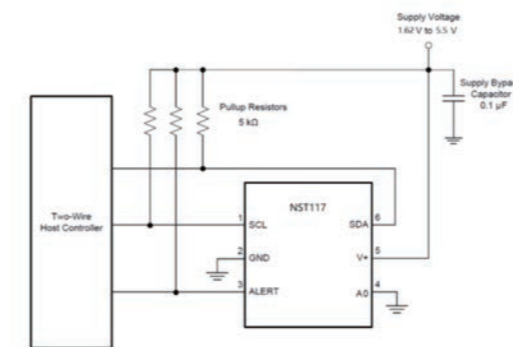 Supply Voltage
1.62 V to 5.5 V
Supply Bypa
Capacitor
0.1 µF
Pullup Resistors
5 kΩ
Two-Wire
Host Controller
NST117
1 SCL
2 GND
3 ALERT
SDA 6
V+ 5
A0 4